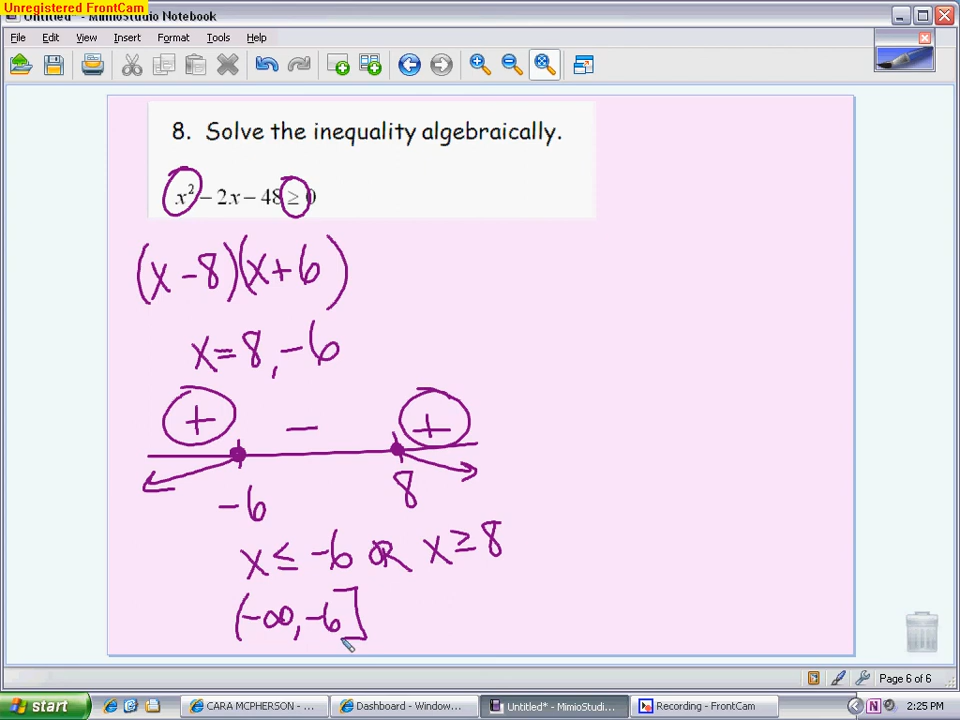 Unregistered FrontCam
Untitled* - MimioStudio Notebook
File Edit View Insert Format Tools Help
8. Solve the inequality algebraically.
x² − 2x − 48 ≥ 0
(x − 8)(x + 6)
x = 8, −6
+ − +
−6 8
x ≤ −6 OR x ≥ 8
(−∞, −6]
Page 6 of 6
start CARA MCPHERSON - ... Dashboard - Window... Untitled* - MimioStudi... Recording - FrontCam N 2:25 PM